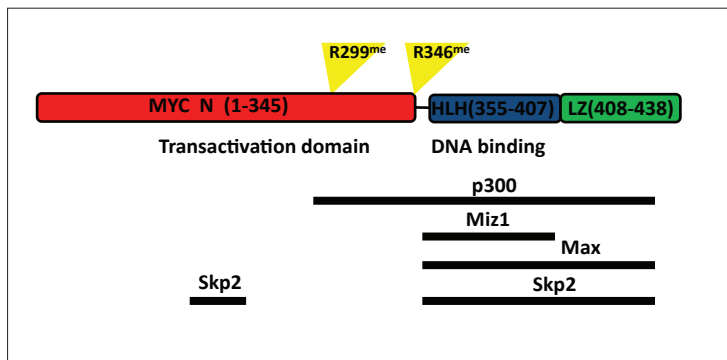 R299me R346me
MYC N (1-345) HLH(355-407) LZ(408-438)
Transactivation domain DNA binding
p300
Miz1
Max
Skp2 Skp2